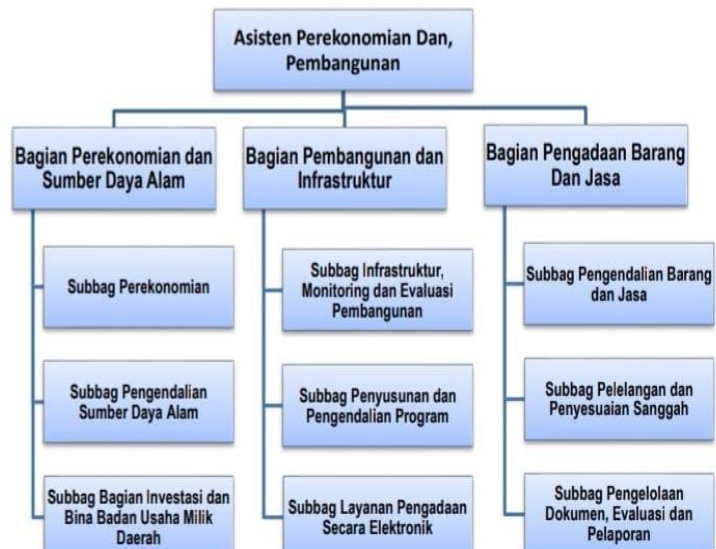 Asisten Perekonomian Dan,
Pembangunan
Bagian Perekonomian dan
Sumber Daya Alam
Bagian Pembangunan dan
Infrastruktur
Bagian Pengadaan Barang
Dan Jasa
Subbag Perekonomian
Subbag Infrastruktur,
Monitoring dan Evaluasi
Pembangunan
Subbag Pengendalian Barang
dan Jasa
Subbag Pengendalian
Sumber Daya Alam
Subbag Penyusunan dan
Pengendalian Program
Subbag Pelelangan dan
Penyesuaian Sanggah
Subbag Bagian Investasi dan
Bina Badan Usaha Milik
Daerah
Subbag Layanan Pengadaan
Secara Elektronik
Subbag Pengelolaan
Dokumen, Evaluasi dan
Pelaporan